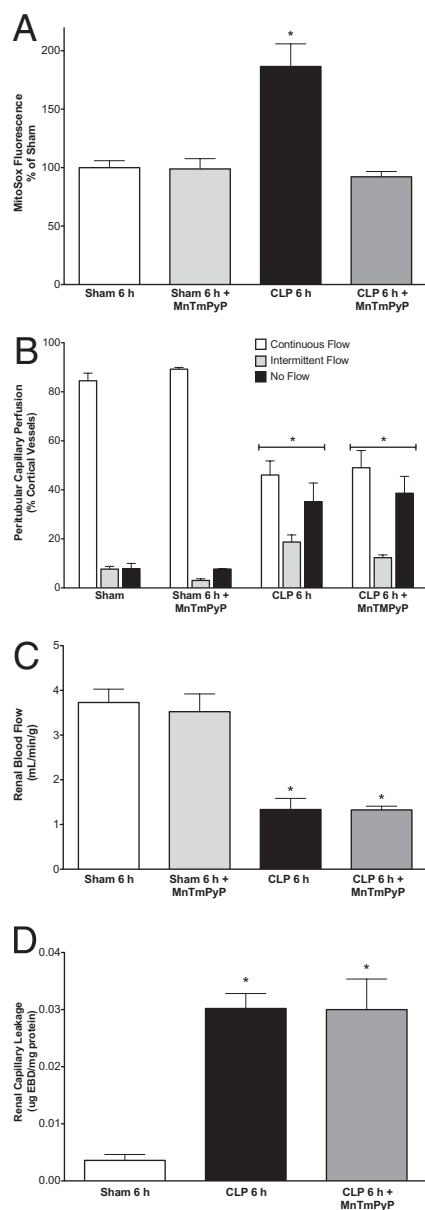 A
MitoSox Fluorescence
% of Sham
200
150
100
50
0
*
Sham 6 h
Sham 6 h +
MnTmPyP
CLP 6 h
CLP 6 h +
MnTmPyP
B
Peritubular Capillary Perfusion
(% Cortical Vessels)
100
80
60
40
20
0
Continuous Flow
Intermittent Flow
No Flow
*
*
Sham
Sham 6 h +
MnTmPyP
CLP 6 h
CLP 6 h +
MnTMPyP
C
Renal Blood Flow
(mL/min/g)
5
4
3
2
1
0
*
*
Sham 6 h
Sham 6 h +
MnTmPyP
CLP 6 h
CLP 6 h +
MnTmPyP
D
Renal Capillary Leakage
(ug EBD/mg protein)
0.04
0.03
0.02
0.01
0.00
*
*
Sham 6 h
CLP 6 h
CLP 6 h +
MnTmPyP